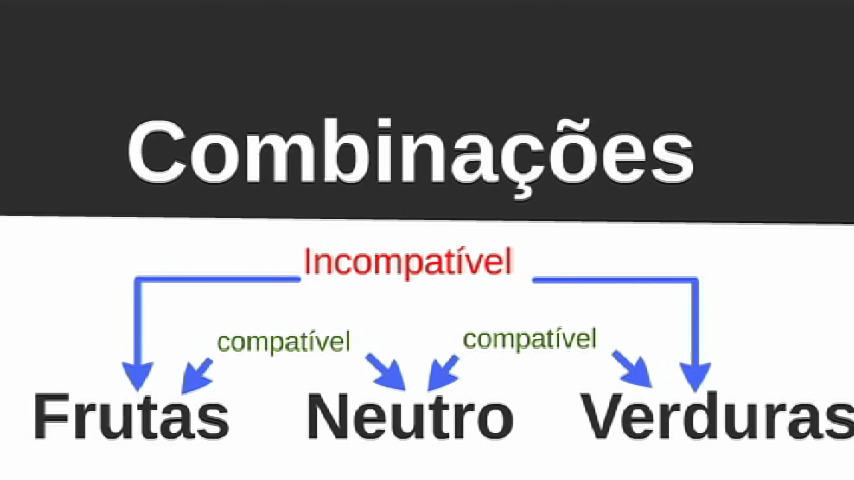 Combinações
Incompatível
compatível compatível
Frutas Neutro Verduras